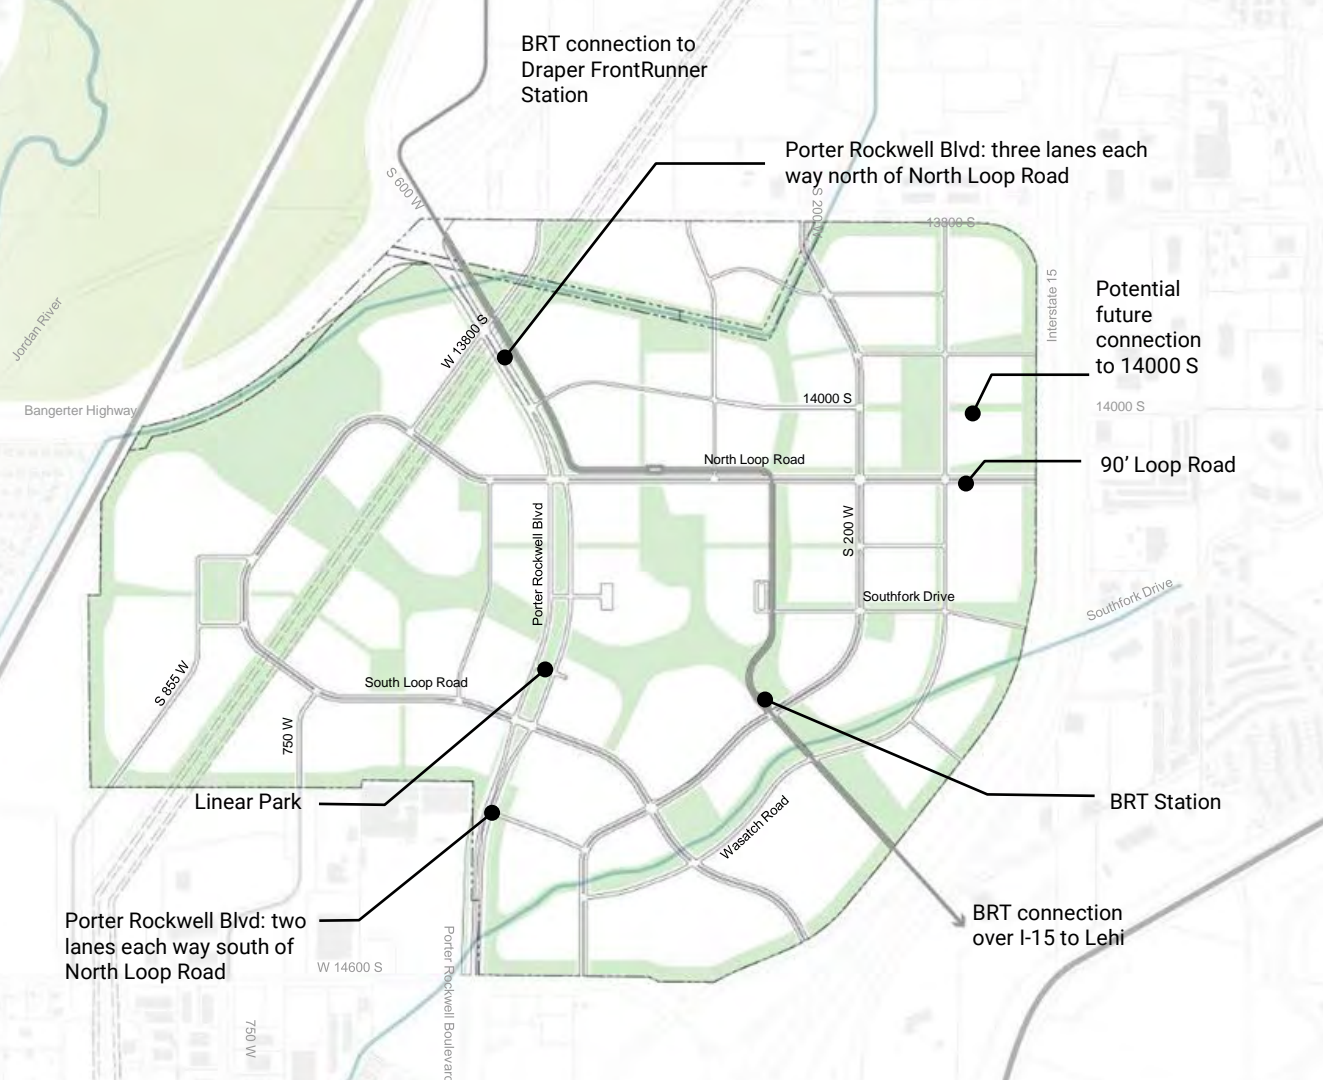 BRT connection to
Draper FrontRunner
Station
Porter Rockwell Blvd: three lanes each
way north of North Loop Road
S 600 W
S 200 W
13800 S
Potential
future
connection
to 14000 S
Interstate 15
Jordan River
W 13800 S
Bangerter Highway
14000 S
14000 S
North Loop Road
90’ Loop Road
Porter Rockwell Blvd
S 200 W
Southfork Drive
Southfork Drive
S 855 W
South Loop Road
750 W
Linear Park
BRT Station
Wasatch Road
Porter Rockwell Blvd: two
lanes each way south of
North Loop Road
BRT connection
over I-15 to Lehi
W 14600 S
Porter Rockwell Boulevard
750 W